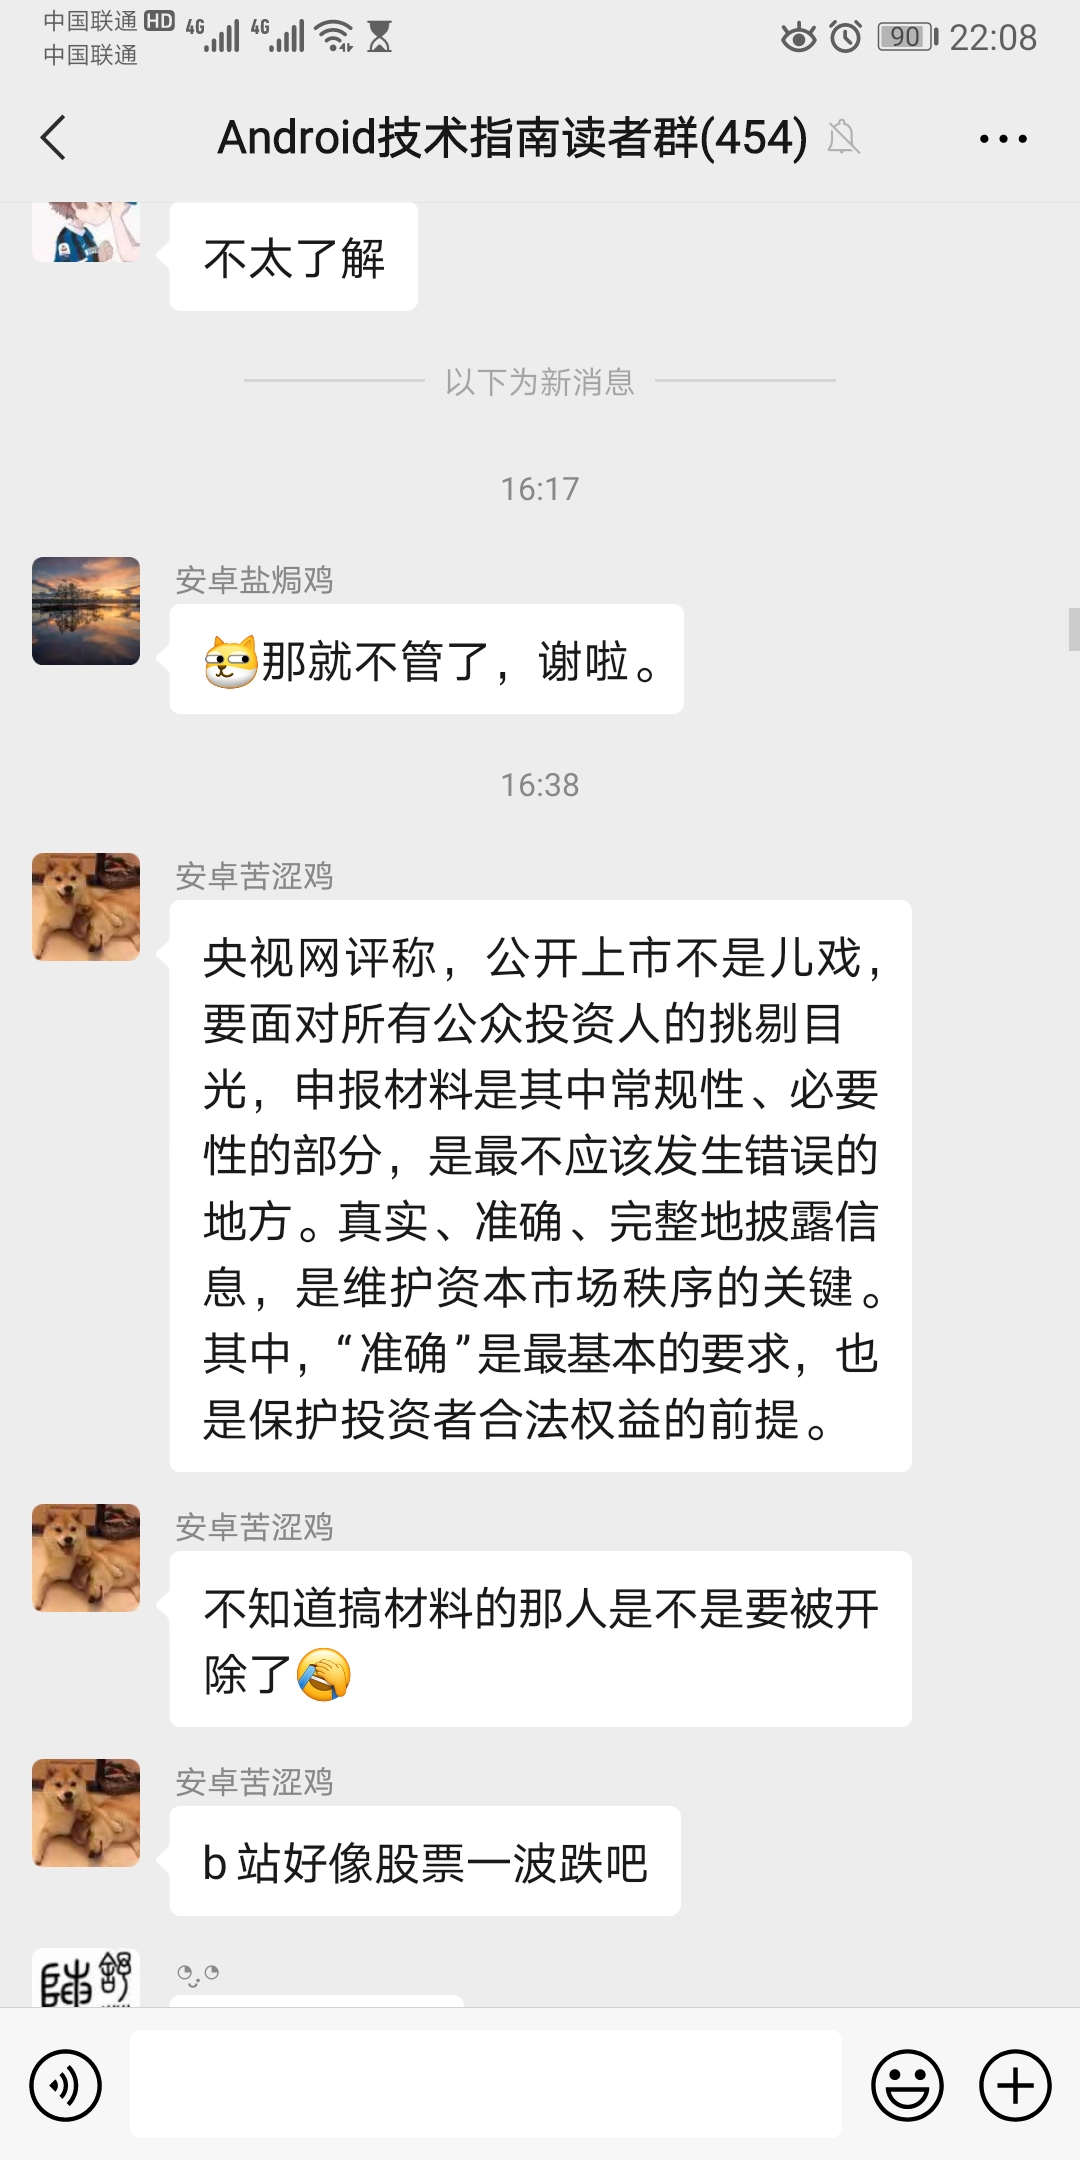 中国联通 HD 4G 4G 90 22:08
中国联通
Android技术指南读者群(454)
不太了解
以下为新消息
16:17
安卓盐焗鸡
那就不管了，谢啦。
16:38
安卓苦涩鸡
央视网评称，公开上市不是儿戏，
要面对所有公众投资人的挑剔目
光，申报材料是其中常规性、必要
性的部分，是最不应该发生错误的
地方。真实、准确、完整地披露信
息，是维护资本市场秩序的关键。
其中，“准确”是最基本的要求，也
是保护投资者合法权益的前提。
安卓苦涩鸡
不知道搞材料的那人是不是要被开
除了
安卓苦涩鸡
b站好像股票一波跌吧